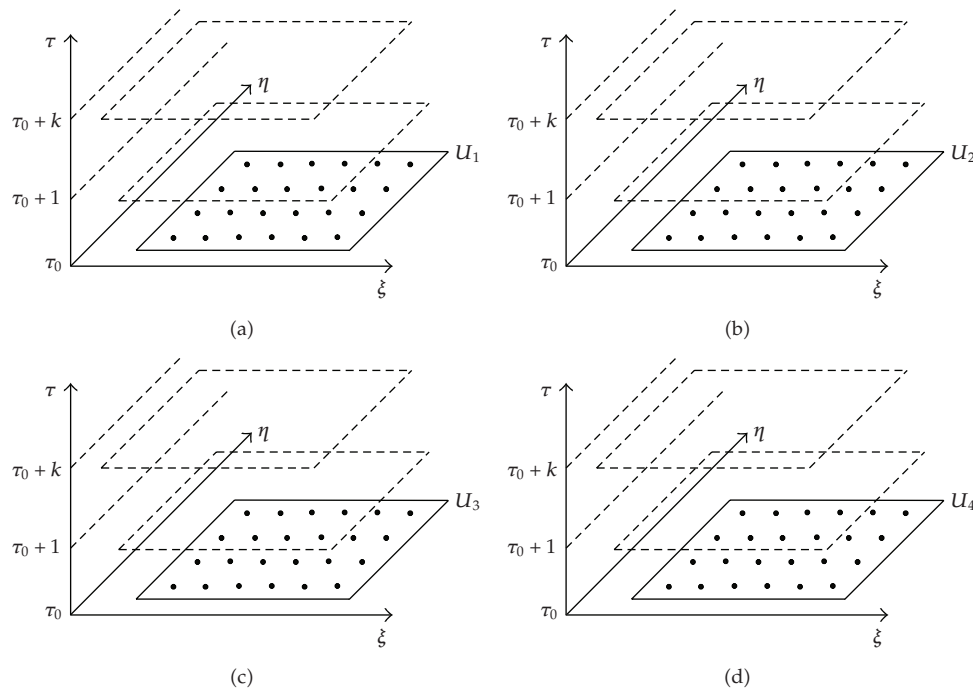 τ
η
τ₀ + k
U₁
τ₀ + 1
τ₀
ξ
(a)
τ
η
τ₀ + k
U₂
τ₀ + 1
τ₀
ξ
(b)
τ
η
τ₀ + k
U₃
τ₀ + 1
τ₀
ξ
(c)
τ
η
τ₀ + k
U₄
τ₀ + 1
τ₀
ξ
(d)